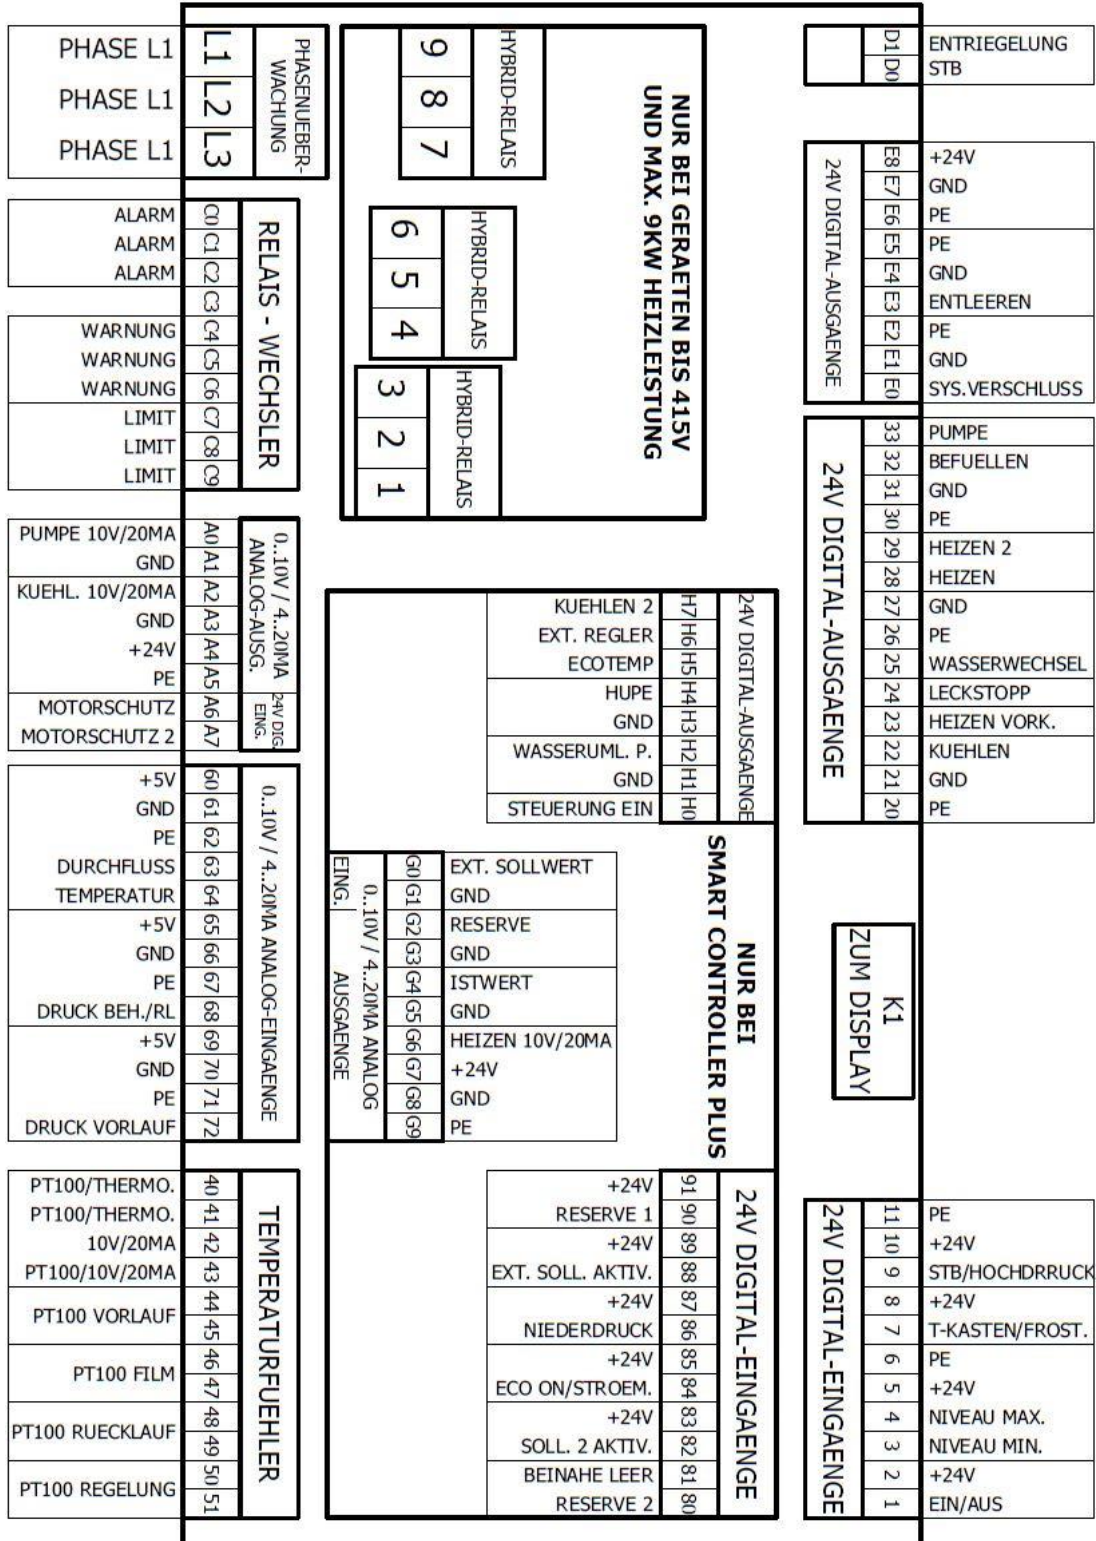 PHASE L1 L1
PHASE L1 L2
PHASE L1 L3
PHASENUEBER-
WACHUNG
ALARM C0
ALARM C1
ALARM C2
C3
WARNUNG C4
WARNUNG C5
WARNUNG C6
LIMIT C7
LIMIT C8
LIMIT C9
RELAIS - WECHSLER
PUMPE 10V/20MA A0
GND A1
KUEHL. 10V/20MA A2
GND A3
+24V A4
PE A5
MOTORSCHUTZ A6
MOTORSCHUTZ 2 A7
0..10V / 4..20MA
ANALOG-AUSG.
24V DIG.
EING.
+5V 60
GND 61
PE 62
DURCHFLUSS 63
TEMPERATUR 64
+5V 65
GND 66
PE 67
DRUCK BEH./RL 68
+5V 69
GND 70
PE 71
DRUCK VORLAUF 72
0..10V / 4..20MA ANALOG-EINGAENGE
PT100/THERMO. 40
PT100/THERMO. 41
10V/20MA 42
PT100/10V/20MA 43
PT100 VORLAUF 44 45
PT100 FILM 46 47
PT100 RUECKLAUF 48 49
PT100 REGELUNG 50 51
TEMPERATURFUEHLER
9 8 7
HYBRID-RELAIS
6 5 4
HYBRID-RELAIS
3 2 1
HYBRID-RELAIS
NUR BEI GERAETEN BIS 415V
UND MAX. 9KW HEIZLEISTUNG
KUEHLEN 2 H7
EXT. REGLER H6
ECOTEMP H5
HUPE H4
GND H3
WASSERUML. P. H2
GND H1
STEUERUNG EIN H0
24V DIGITAL-AUSGAENGE
G0 EXT. SOLLWERT
G1 GND
G2 RESERVE
G3 GND
G4 ISTWERT
G5 GND
G6 HEIZEN 10V/20MA
G7 +24V
G8 GND
G9 PE
0..10V / 4..20MA ANALOG
EING.
AUSGAENGE
NUR BEI
SMART CONTROLLER PLUS
+24V 91
RESERVE 1 90
+24V 89
EXT. SOLL. AKTIV. 88
+24V 87
NIEDERDRUCK 86
+24V 85
ECO ON/STROEM. 84
+24V 83
SOLL. 2 AKTIV. 82
BEINAHE LEER 81
RESERVE 2 80
24V DIGITAL-EINGAENGE
D1 ENTRIEGELUNG
D0 STB
E8 +24V
E7 GND
E6 PE
E5 PE
E4 GND
E3 ENTLEEREN
E2 PE
E1 GND
E0 SYS.VERSCHLUSS
24V DIGITAL-AUSGAENGE
33 PUMPE
32 BEFUELLEN
31 GND
30 PE
29 HEIZEN 2
28 HEIZEN
27 GND
26 PE
25 WASSERWECHSEL
24 LECKSTOPP
23 HEIZEN VORK.
22 KUEHLEN
21 GND
20 PE
24V DIGITAL-AUSGAENGE
K1
ZUM DISPLAY
11 PE
10 +24V
9 STB/HOCHDRRUCK
8 +24V
7 T-KASTEN/FROST.
6 PE
5 +24V
4 NIVEAU MAX.
3 NIVEAU MIN.
2 +24V
1 EIN/AUS
24V DIGITAL-EINGAENGE